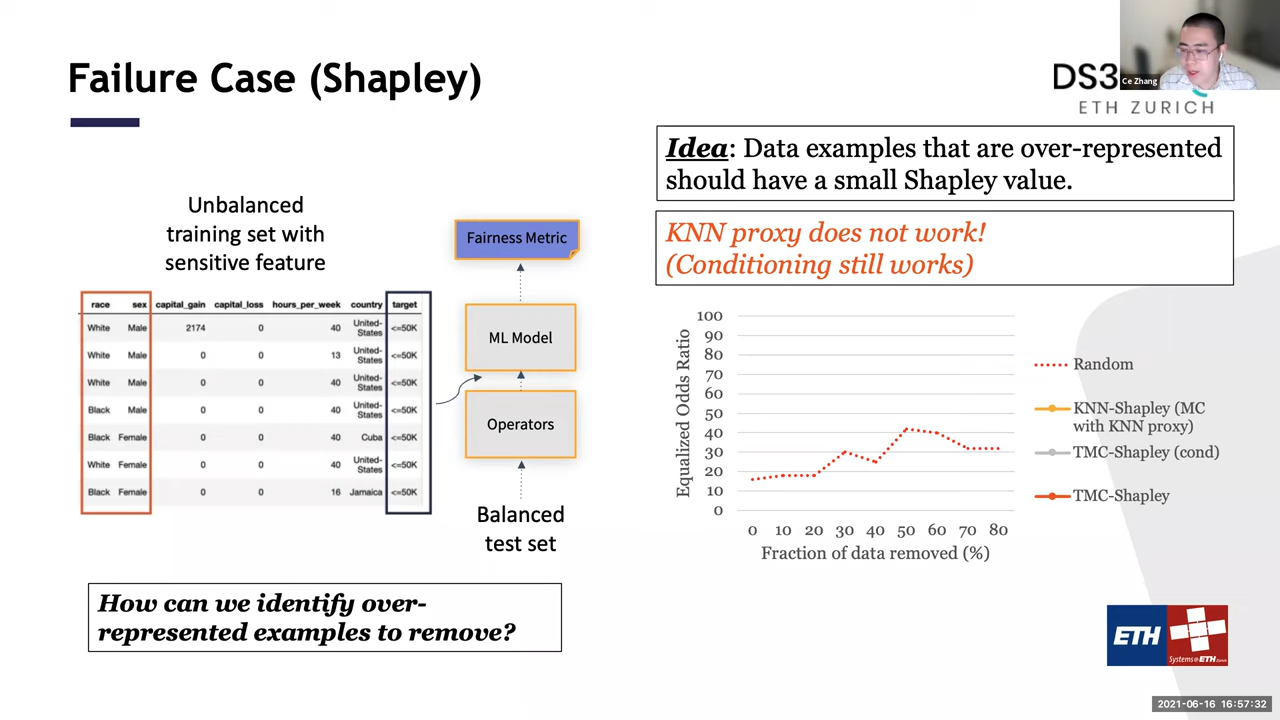 Failure Case (Shapley)
DS3
ETH ZURICH
Ce Zhang
Idea: Data examples that are over-represented
should have a small Shapley value.
KNN proxy does not work!
(Conditioning still works)
Unbalanced
training set with
sensitive feature
race sex capital_gain capital_loss hours_per_week country target
White Male 2174 0 40 United-
States <=50K
White Male 0 0 13 United-
States <=50K
White Male 0 0 40 United-
States <=50K
Black Male 0 0 40 United-
States <=50K
Black Female 0 0 40 Cuba <=50K
White Female 0 0 40 United-
States <=50K
Black Female 0 0 16 Jamaica <=50K
Fairness Metric
ML Model
Operators
Balanced
test set
How can we identify over-
represented examples to remove?
Equalized Odds Ratio
100
90
80
70
60
50
40
30
20
10
0
0 10 20 30 40 50 60 70 80
Fraction of data removed (%)
Random
KNN-Shapley (MC
with KNN proxy)
TMC-Shapley (cond)
TMC-Shapley
ETH
Systems@ETH Zürich
2021-06-16 16:57:32